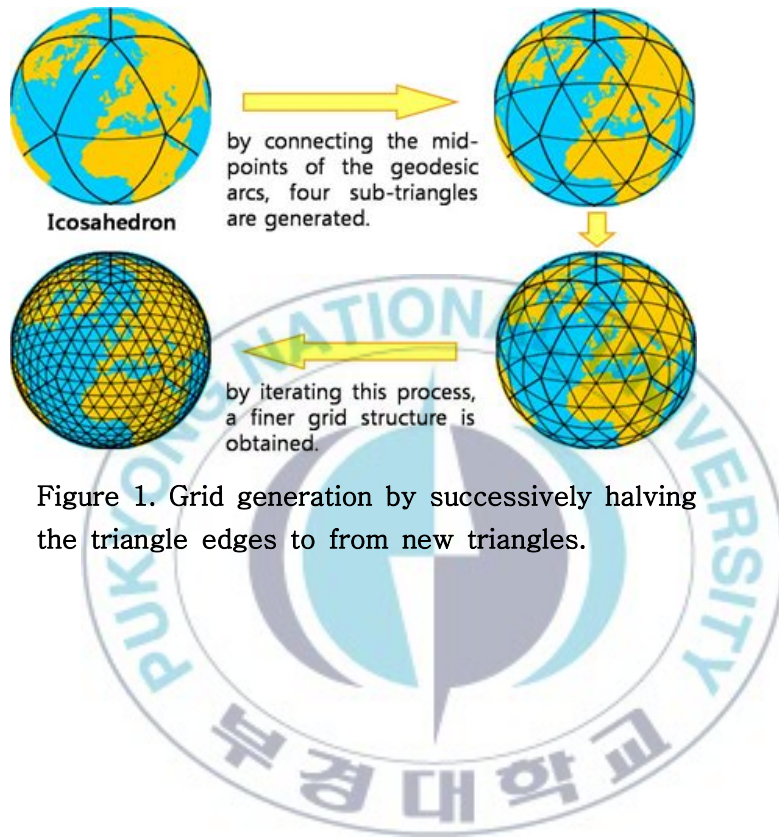 by connecting the mid-
points of the geodesic
arcs, four sub-triangles
are generated.
Icosahedron
by iterating this process,
a finer grid structure is
obtained.
Figure 1. Grid generation by successively halving
the triangle edges to from new triangles.
PUKYONG NATIONAL UNIVERSITY
부경대학교